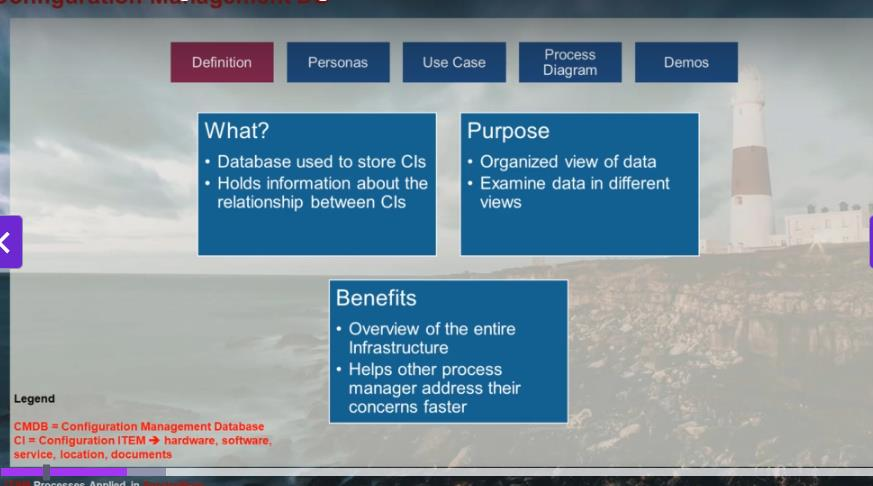 Configuration Management DB
Definition
Personas
Use Case
Process
Diagram
Demos
What?
• Database used to store CIs
• Holds information about the
relationship between CIs
Purpose
• Organized view of data
• Examine data in different
views
Benefits
• Overview of the entire
Infrastructure
• Helps other process
manager address their
concerns faster
Legend
CMDB = Configuration Management Database
CI = Configuration ITEM ➔ hardware, software,
service, location, documents
Processes Applied in